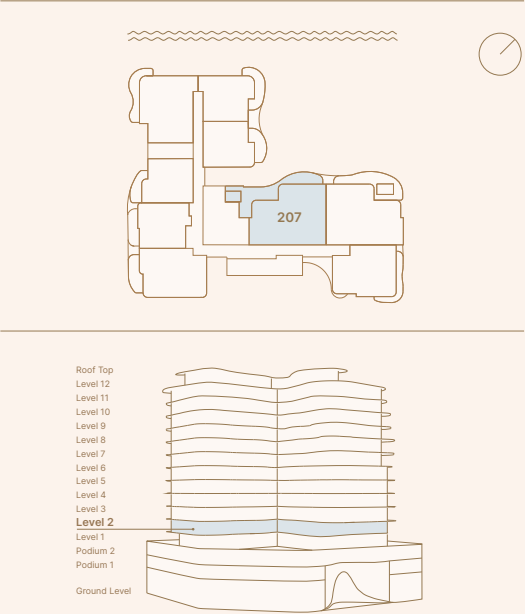 207
Roof Top
Level 12
Level 11
Level 10
Level 9
Level 8
Level 7
Level 6
Level 5
Level 4
Level 3
Level 2
Level 1
Podium 2
Podium 1
Ground Level